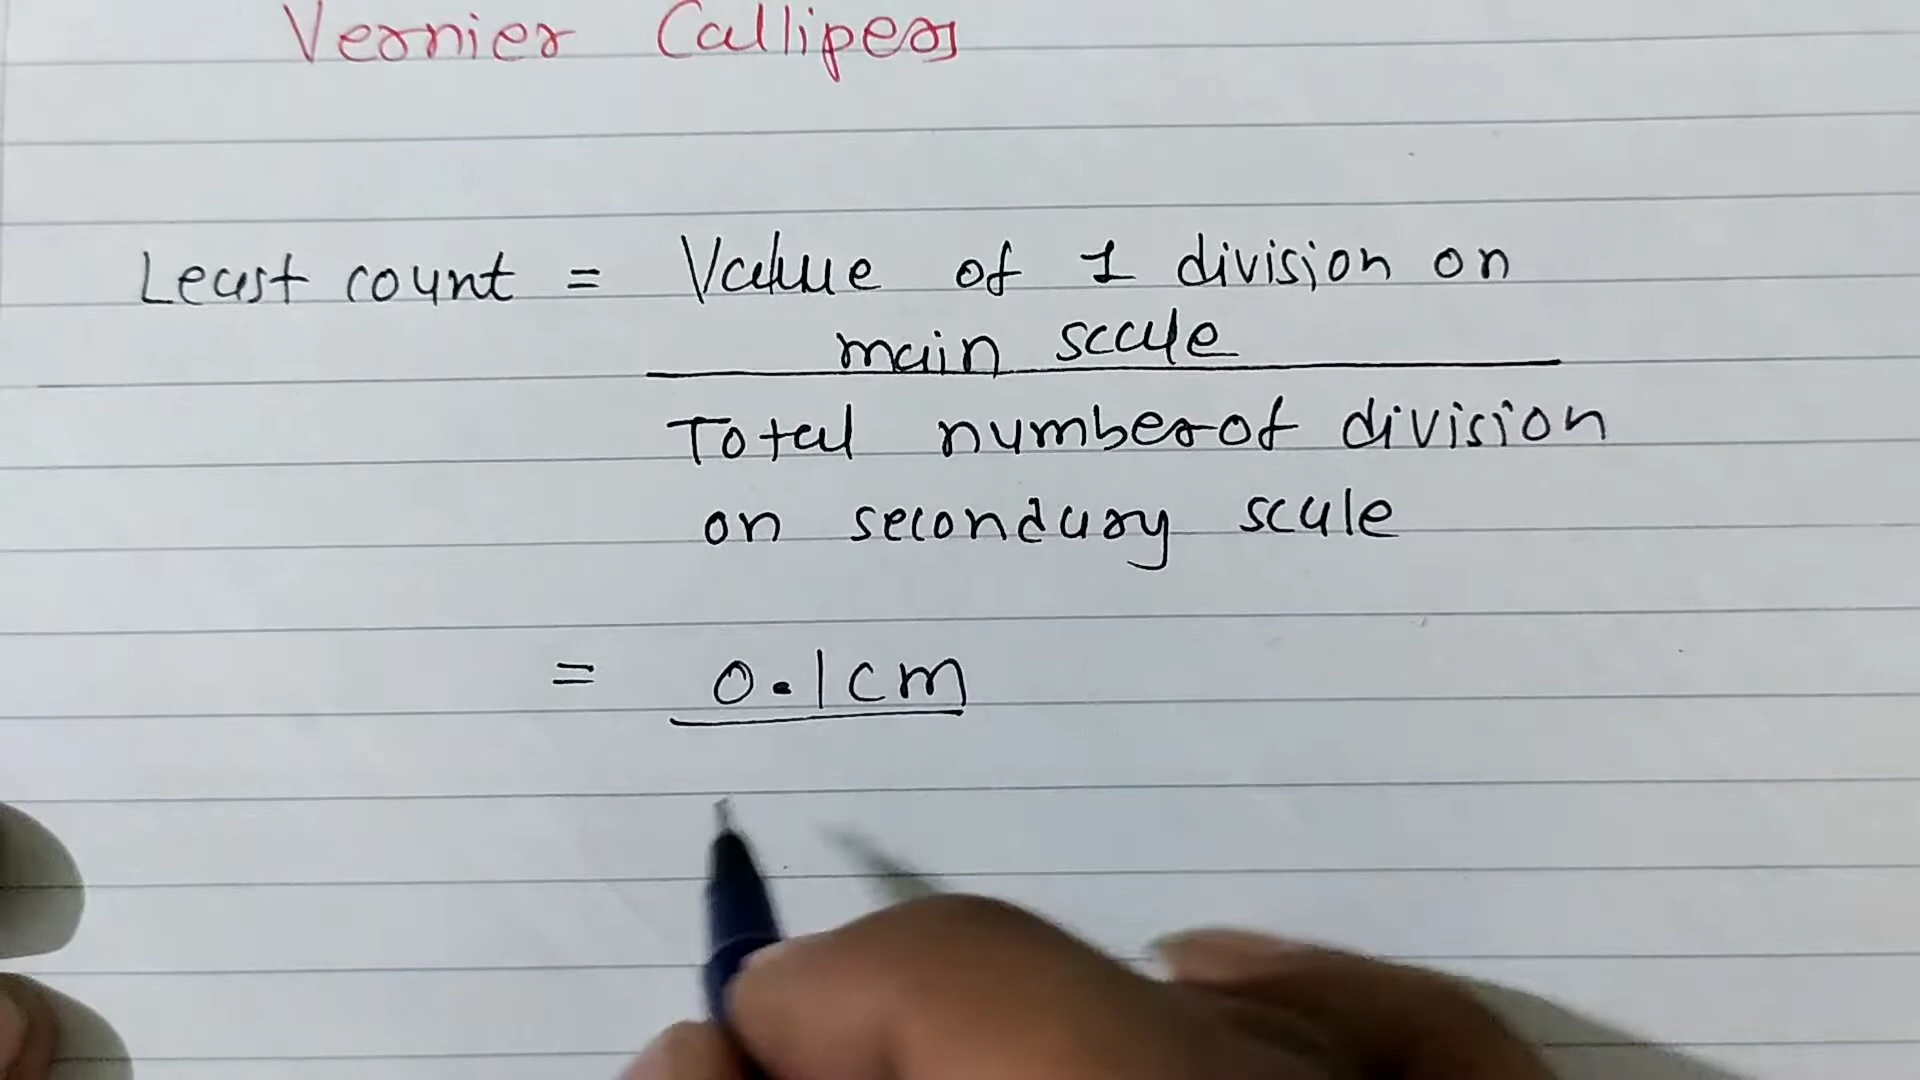 Vernier Callipers
Least count = Value of 1 division on
main scale
Total number of division
on secondary scale
= 0.1cm